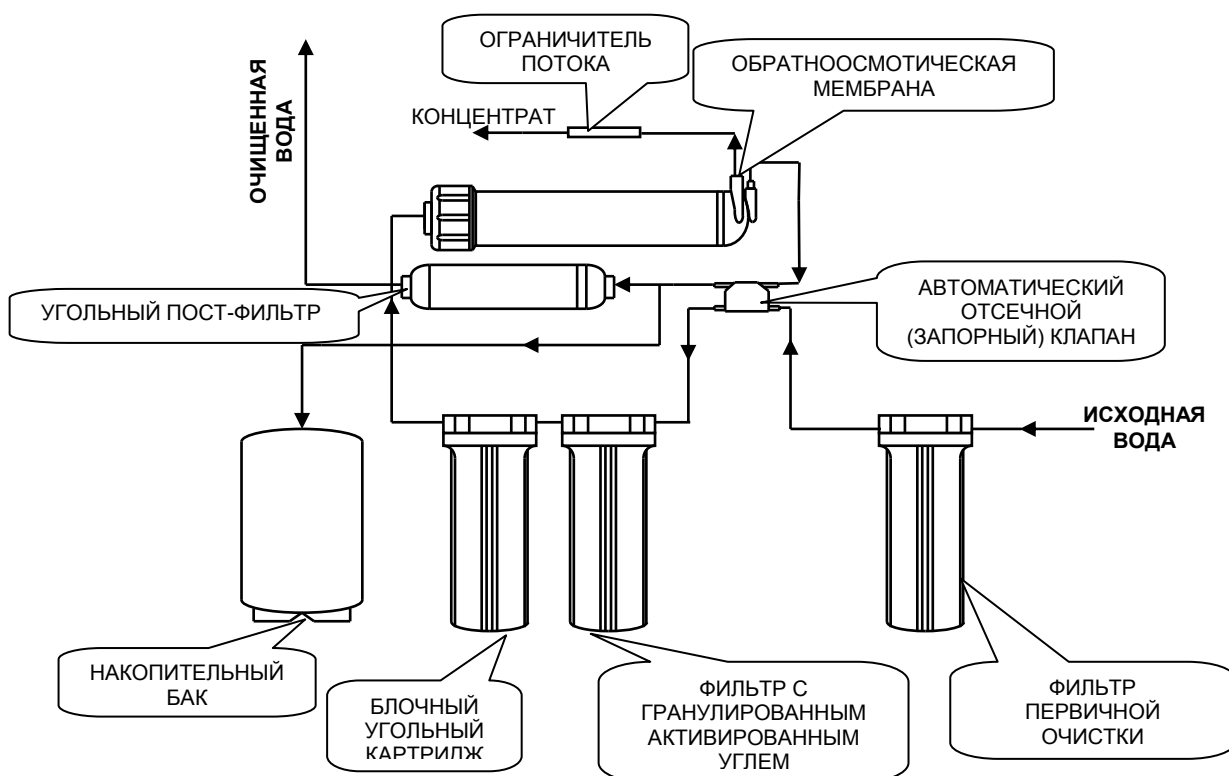 ОГРАНИЧИТЕЛЬ
ПОТОКА
ОБРАТНООСМОТИЧЕСКАЯ
МЕМБРАНА
ОЧИЩЕННАЯ
ВОДА
КОНЦЕНТРАТ
УГОЛЬНЫЙ ПОСТ-ФИЛЬТР
АВТОМАТИЧЕСКИЙ
ОТСЕЧНОЙ
(ЗАПОРНЫЙ) КЛАПАН
ИСХОДНАЯ
ВОДА
НАКОПИТЕЛЬНЫЙ
БАК
БЛОЧНЫЙ
УГОЛЬНЫЙ
КАРТРИДЖ
ФИЛЬТР С
ГРАНУЛИРОВАННЫМ
АКТИВИРОВАННЫМ
УГЛЕМ
ФИЛЬТР
ПЕРВИЧНОЙ
ОЧИСТКИ